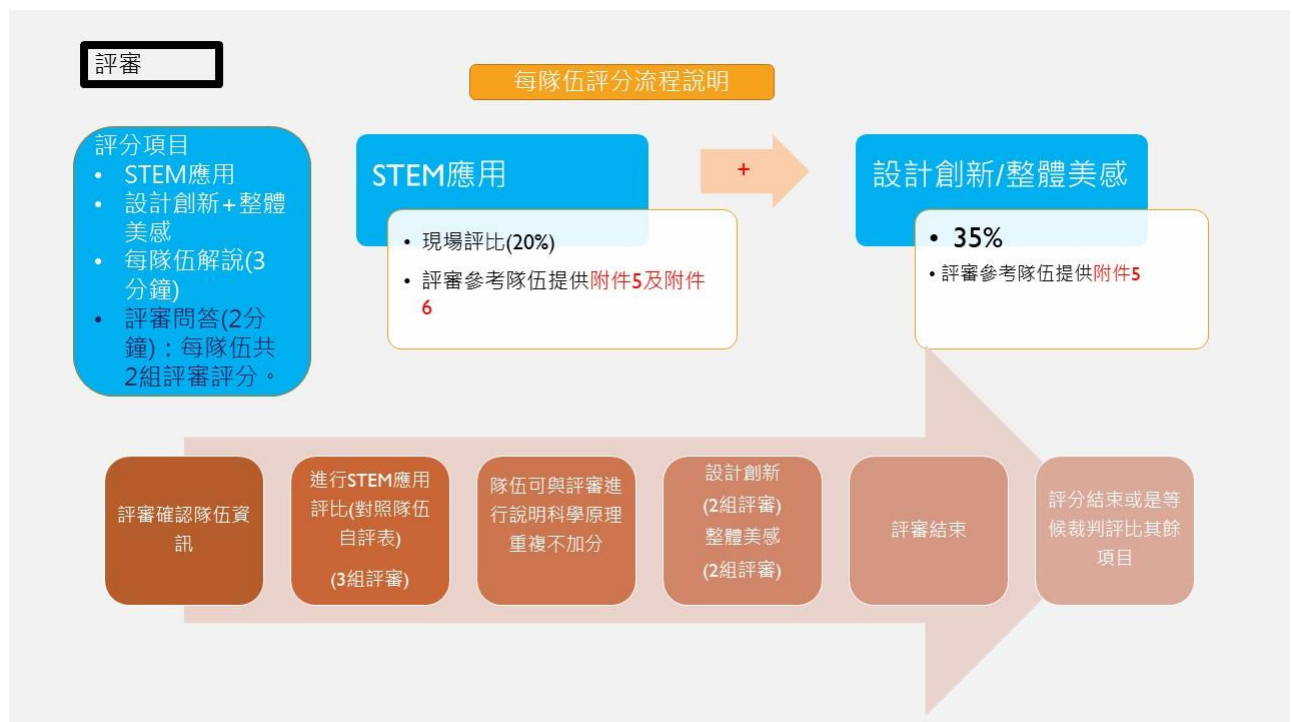 評審
每隊伍評分流程說明
評分項目
• STEM應用
• 設計創新+整體
美感
• 每隊伍解說(3
分鐘)
• 評審問答(2分
鐘)：每隊伍共
2組評審評分。
STEM應用
• 現場評比(20%)
• 評審參考隊伍提供附件5及附件
6
+
設計創新/整體美感
• 35%
• 評審參考隊伍提供附件5
評審確認隊伍資
訊
進行STEM應用
評比(對照隊伍
自評表)
(3組評審)
隊伍可與評審進
行說明科學原理
重複不加分
設計創新
(2組評審)
整體美感
(2組評審)
評審結束
評分結束或是等
候裁判評比其餘
項目